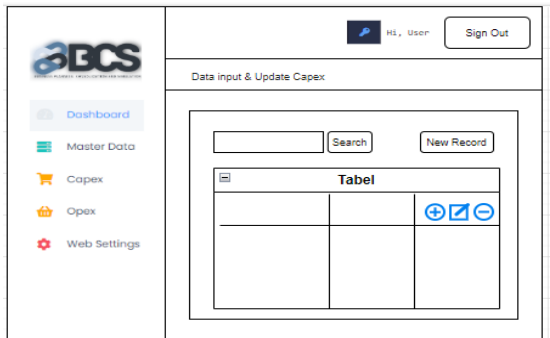 Hi, User
Sign Out
BCS
Data input & Update Capex
Dashboard
Master Data
Capex
Opex
Web Settings
Search
New Record
Tabel